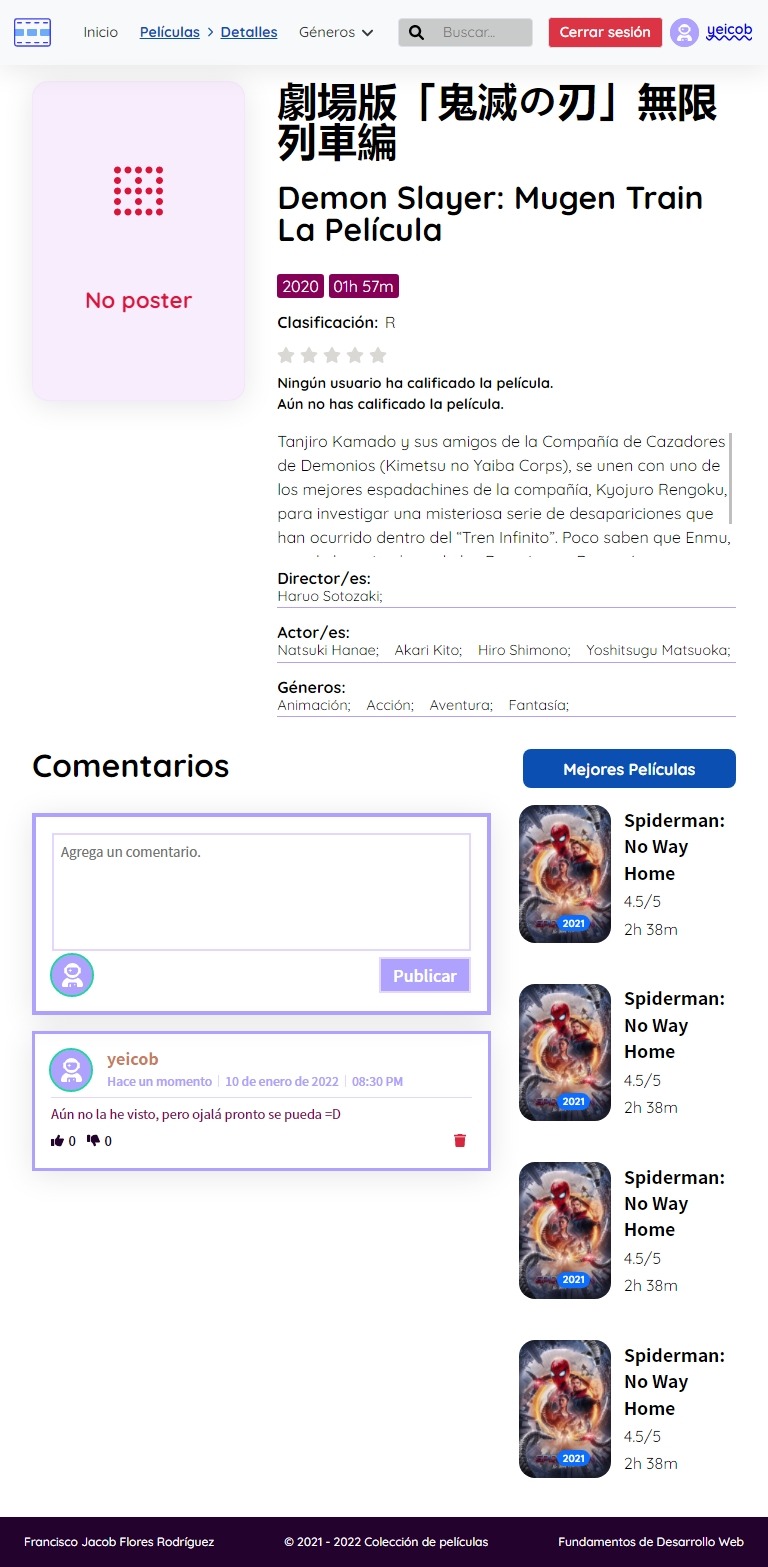 Inicio
Películas > Detalles
Géneros
Buscar...
Cerrar sesión
yeicob
No poster
劇場版「鬼滅の刃」無限
列車編
Demon Slayer: Mugen Train
La Película
2020 01h 57m
Clasificación: R
Ningún usuario ha calificado la película.
Aún no has calificado la película.
Tanjiro Kamado y sus amigos de la Compañía de Cazadores
de Demonios (Kimetsu no Yaiba Corps), se unen con uno de
los mejores espadachines de la compañía, Kyojuro Rengoku,
para investigar una misteriosa serie de desapariciones que
han ocurrido dentro del “Tren Infinito”. Poco saben que Enmu,
Director/es:
Haruo Sotozaki;
Actor/es:
Natsuki Hanae; Akari Kito; Hiro Shimono; Yoshitsugu Matsuoka;
Géneros:
Animación; Acción; Aventura; Fantasía;
Comentarios
Agrega un comentario.
Publicar
yeicob
Hace un momento | 10 de enero de 2022 | 08:30 PM
Aún no la he visto, pero ojalá pronto se pueda =D
0 0
Mejores Películas
2021
Spiderman:
No Way
Home
4.5/5
2h 38m
2021
Spiderman:
No Way
Home
4.5/5
2h 38m
2021
Spiderman:
No Way
Home
4.5/5
2h 38m
2021
Spiderman:
No Way
Home
4.5/5
2h 38m
Francisco Jacob Flores Rodríguez
© 2021 - 2022 Colección de películas
Fundamentos de Desarrollo Web